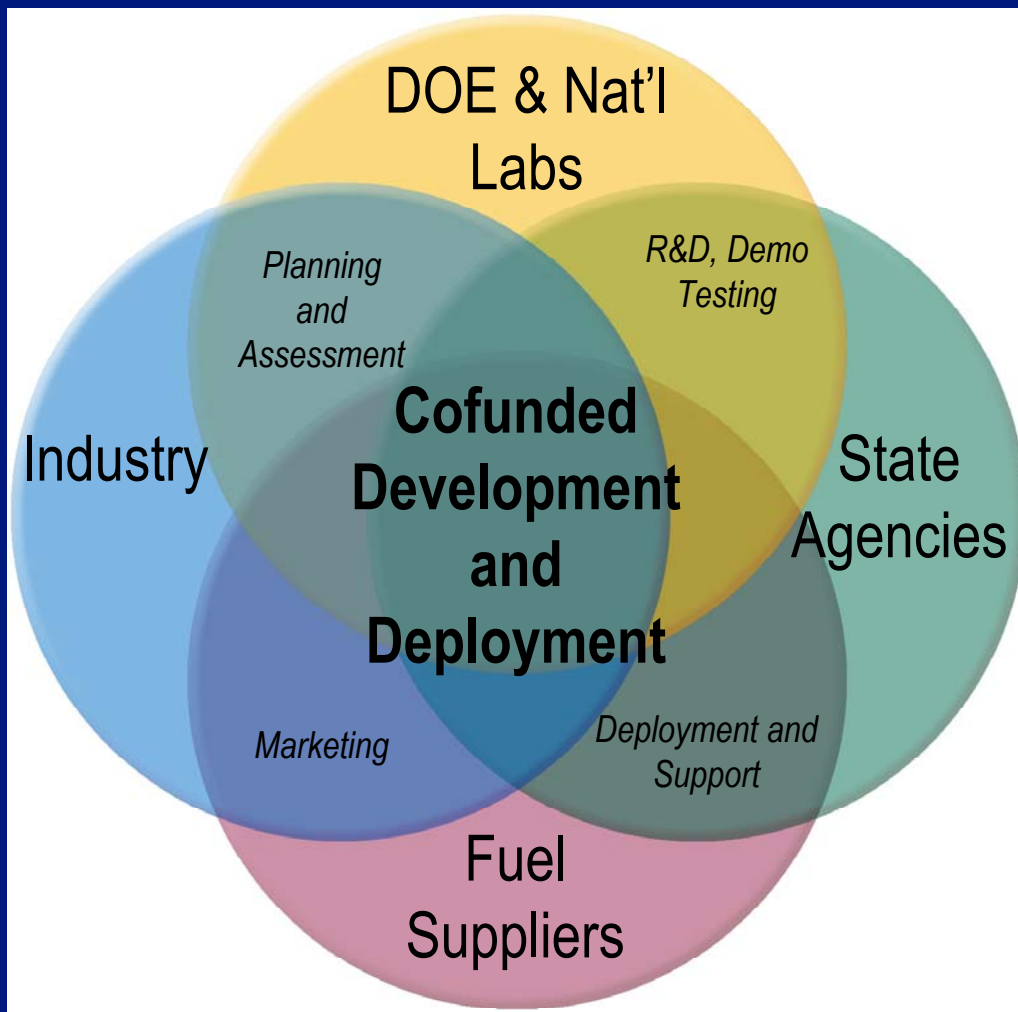 DOE & Nat'l
Labs
Planning
and
Assessment
R&D, Demo
Testing
Industry
Cofunded
Development
and
Deployment
State
Agencies
Marketing
Deployment and
Support
Fuel
Suppliers